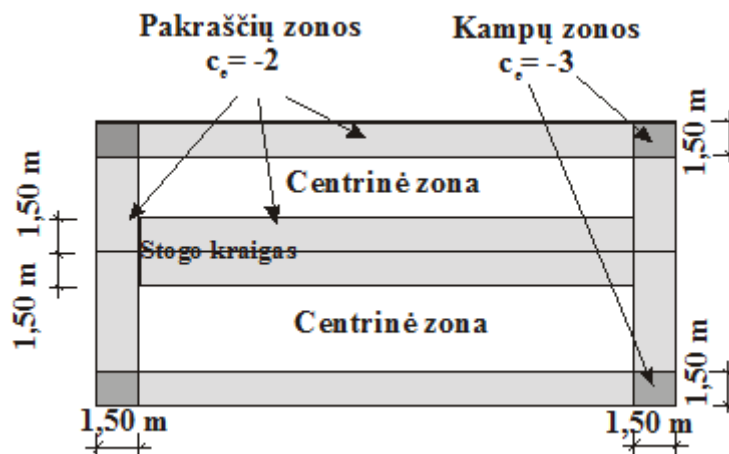 Pakraščių zonos
cₑ= -2
Kampų zonos
cₑ= -3
1,50 m
1,50 m
Centrinė zona
Stogo kraigas
1,50 m
Centrinė zona
1,50 m
1,50 m
1,50 m